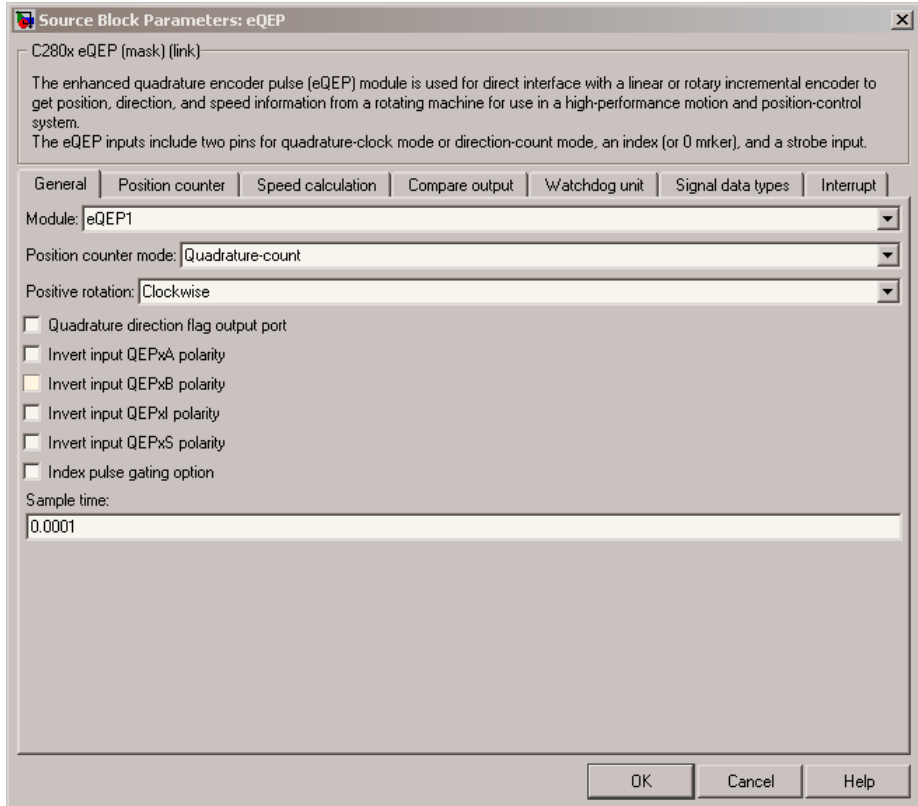 Source Block Parameters: eQEP
C280x eQEP (mask) (link)
The enhanced quadrature encoder pulse (eQEP) module is used for direct interface with a linear or rotary incremental encoder to
get position, direction, and speed information from a rotating machine for use in a high-performance motion and position-control
system.
The eQEP inputs include two pins for quadrature-clock mode or direction-count mode, an index (or 0 mrker), and a strobe input.
General Position counter Speed calculation Compare output Watchdog unit Signal data types Interrupt
Module: eQEP1
Position counter mode: Quadrature-count
Positive rotation: Clockwise
Quadrature direction flag output port
Invert input QEPxA polarity
Invert input QEPxB polarity
Invert input QEPxI polarity
Invert input QEPxS polarity
Index pulse gating option
Sample time:
0.0001
OK Cancel Help